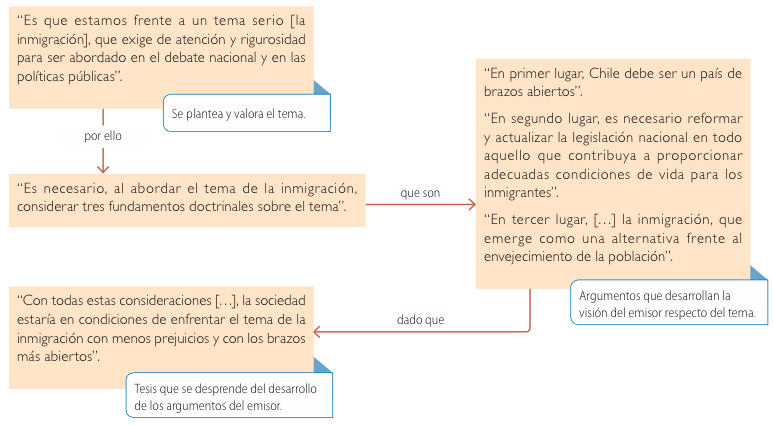 “Es que estamos frente a un tema serio [la
inmigración], que exige de atención y rigurosidad
para ser abordado en el debate nacional y en las
políticas públicas”.
Se plantea y valora el tema.
por ello
“Es necesario, al abordar el tema de la inmigración,
considerar tres fundamentos doctrinales sobre el tema”.
que son
“En primer lugar, Chile debe ser un país de
brazos abiertos”.
“En segundo lugar, es necesario reformar
y actualizar la legislación nacional en todo
aquello que contribuya a proporcionar
adecuadas condiciones de vida para los
inmigrantes”.
“En tercer lugar, […] la inmigración, que
emerge como una alternativa frente al
envejecimiento de la población”.
Argumentos que desarrollan la
visión del emisor respecto del tema.
dado que
“Con todas estas consideraciones […], la sociedad
estaría en condiciones de enfrentar el tema de la
inmigración con menos prejuicios y con los brazos
más abiertos”.
Tesis que se desprende del desarrollo
de los argumentos del emisor.